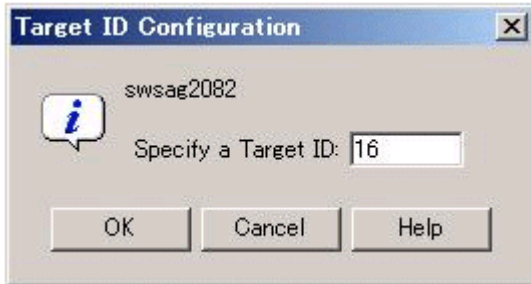 Target ID Configuration
swsag2082
Specify a Target ID: 16
OK Cancel Help